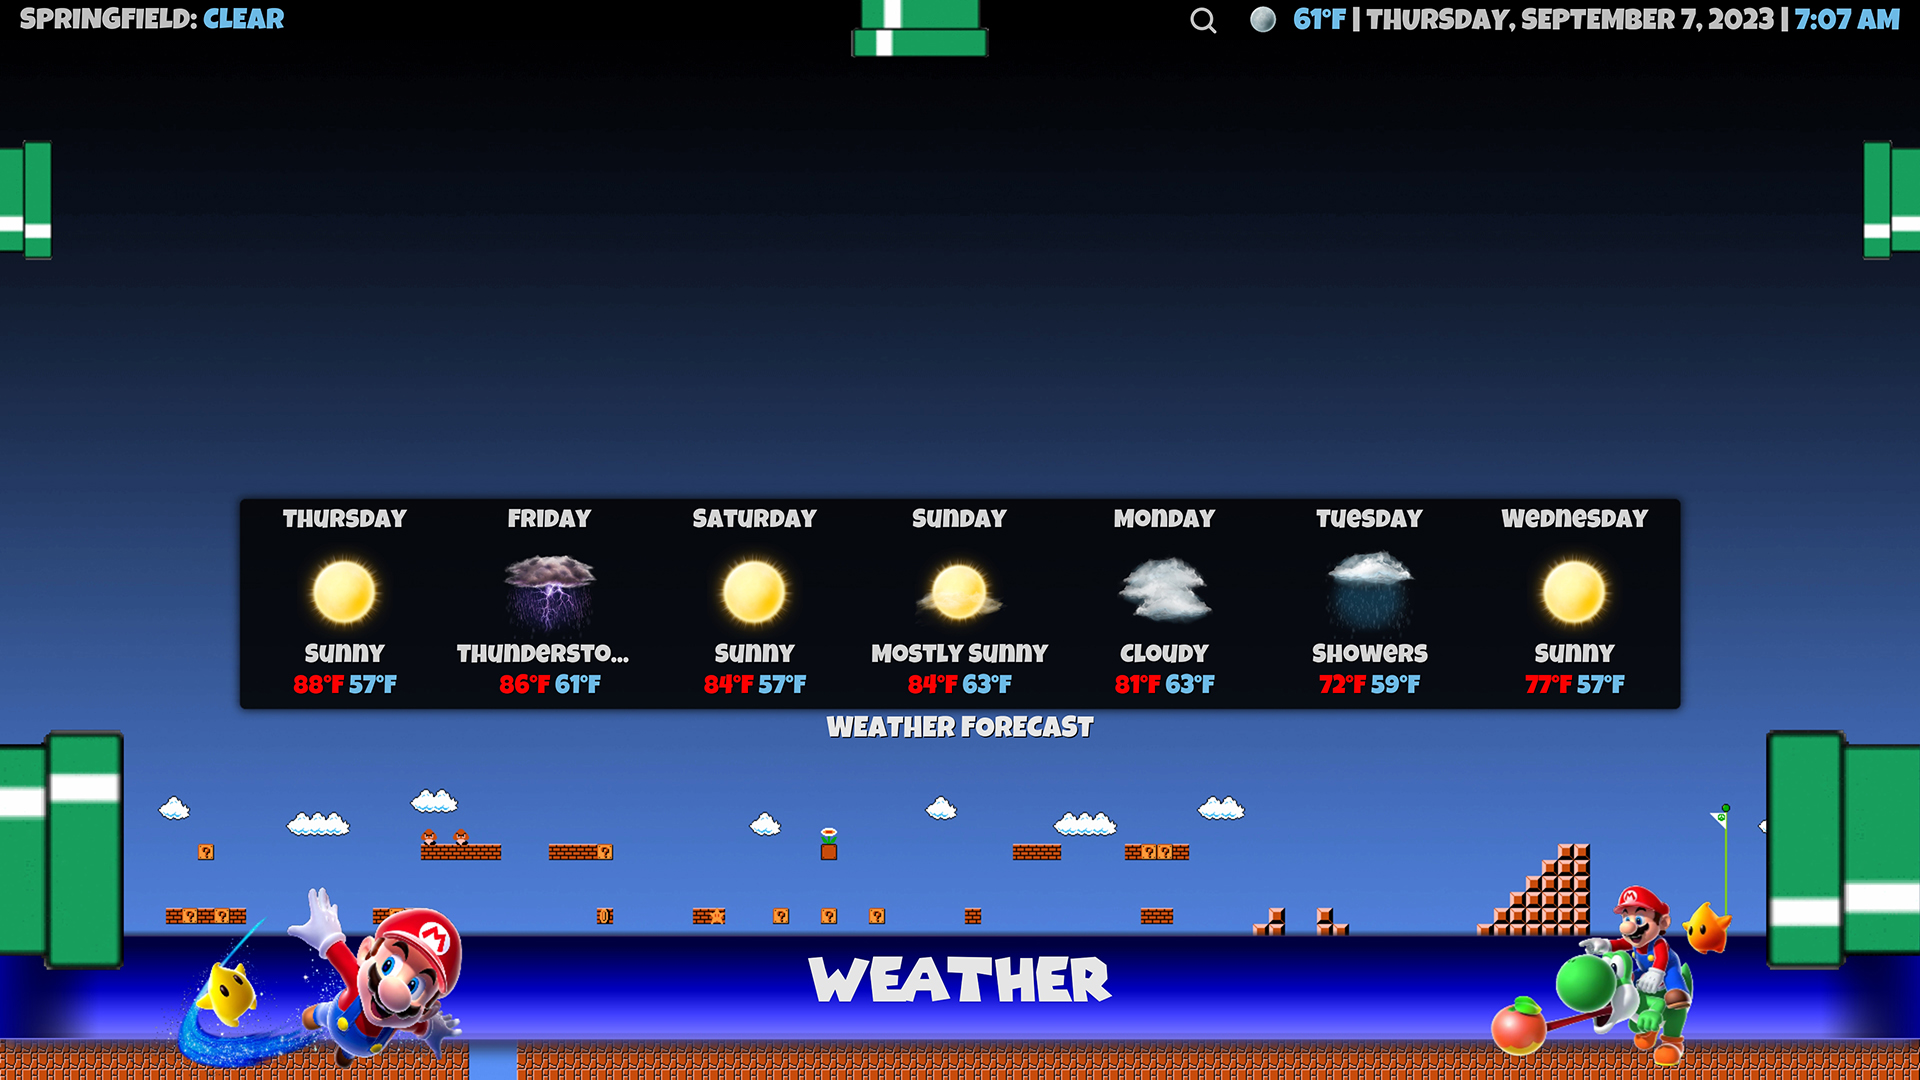 SPRINGFIELD: CLEAR
61°F | THURSDAY, SEPTEMBER 7, 2023 | 7:07 AM
THURSDAY FRIDAY SATURDAY SUNDAY MONDAY TUESDAY WEDNESDAY
SUNNY THUNDERSTO... SUNNY MOSTLY SUNNY CLOUDY SHOWERS SUNNY
88°F 57°F 86°F 61°F 84°F 57°F 84°F 63°F 81°F 63°F 72°F 59°F 77°F 57°F
WEATHER FORECAST
?
?
? ?
? ?
? ? ?
M
M
WEATHER